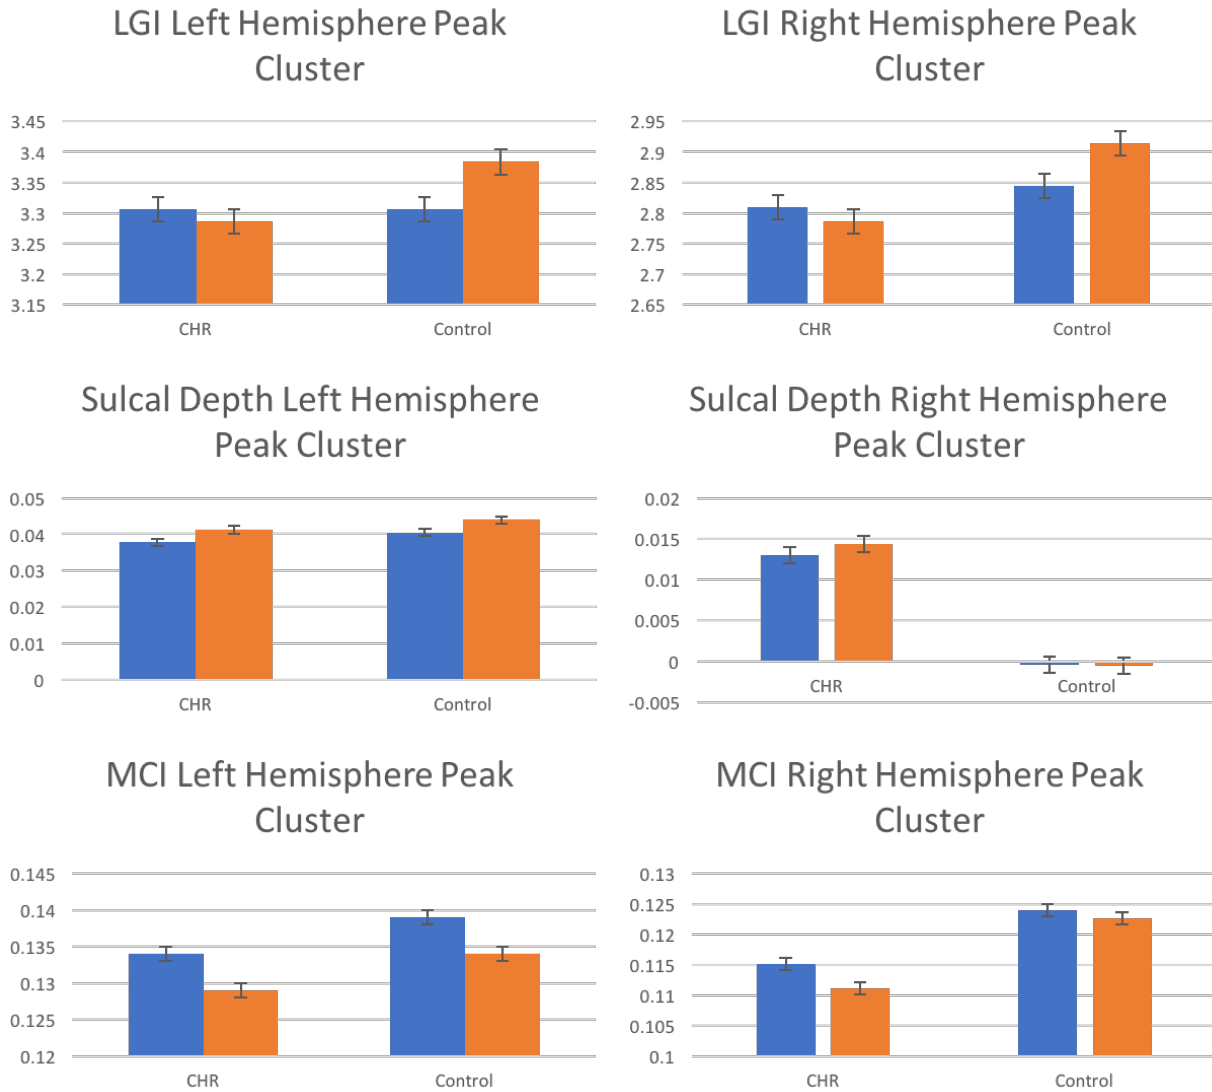 LGI Left Hemisphere Peak
Cluster
3.45
3.4
3.35
3.3
3.25
3.2
3.15
CHR
Control
LGI Right Hemisphere Peak
Cluster
2.95
2.9
2.85
2.8
2.75
2.7
2.65
CHR
Control
Sulcal Depth Left Hemisphere
Peak Cluster
0.05
0.04
0.03
0.02
0.01
0
CHR
Control
Sulcal Depth Right Hemisphere
Peak Cluster
0.02
0.015
0.01
0.005
0
-0.005
CHR
Control
MCI Left Hemisphere Peak
Cluster
0.145
0.14
0.135
0.13
0.125
0.12
CHR
Control
MCI Right Hemisphere Peak
Cluster
0.13
0.125
0.12
0.115
0.11
0.105
0.1
CHR
Control